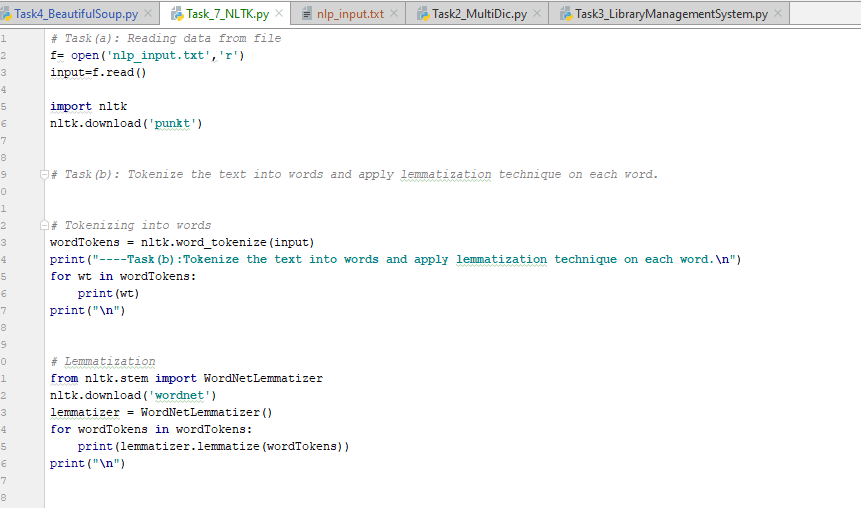 Task4_BeautifulSoup.py Task_7_NLTK.py nlp_input.txt Task2_MultiDic.py Task3_LibraryManagementSystem.py
1 # Task(a): Reading data from file
2 f= open('nlp_input.txt','r')
3 input=f.read()
4
5 import nltk
6 nltk.download('punkt')
7
8
9 # Task(b): Tokenize the text into words and apply lemmatization technique on each word.
0
1
2 # Tokenizing into words
3 wordTokens = nltk.word_tokenize(input)
4 print("----Task(b):Tokenize the text into words and apply lemmatization technique on each word.\n")
5 for wt in wordTokens:
6 print(wt)
7 print("\n")
8
9
0 # Lemmatization
1 from nltk.stem import WordNetLemmatizer
2 nltk.download('wordnet')
3 lemmatizer = WordNetLemmatizer()
4 for wordTokens in wordTokens:
5 print(lemmatizer.lemmatize(wordTokens))
6 print("\n")
7
8